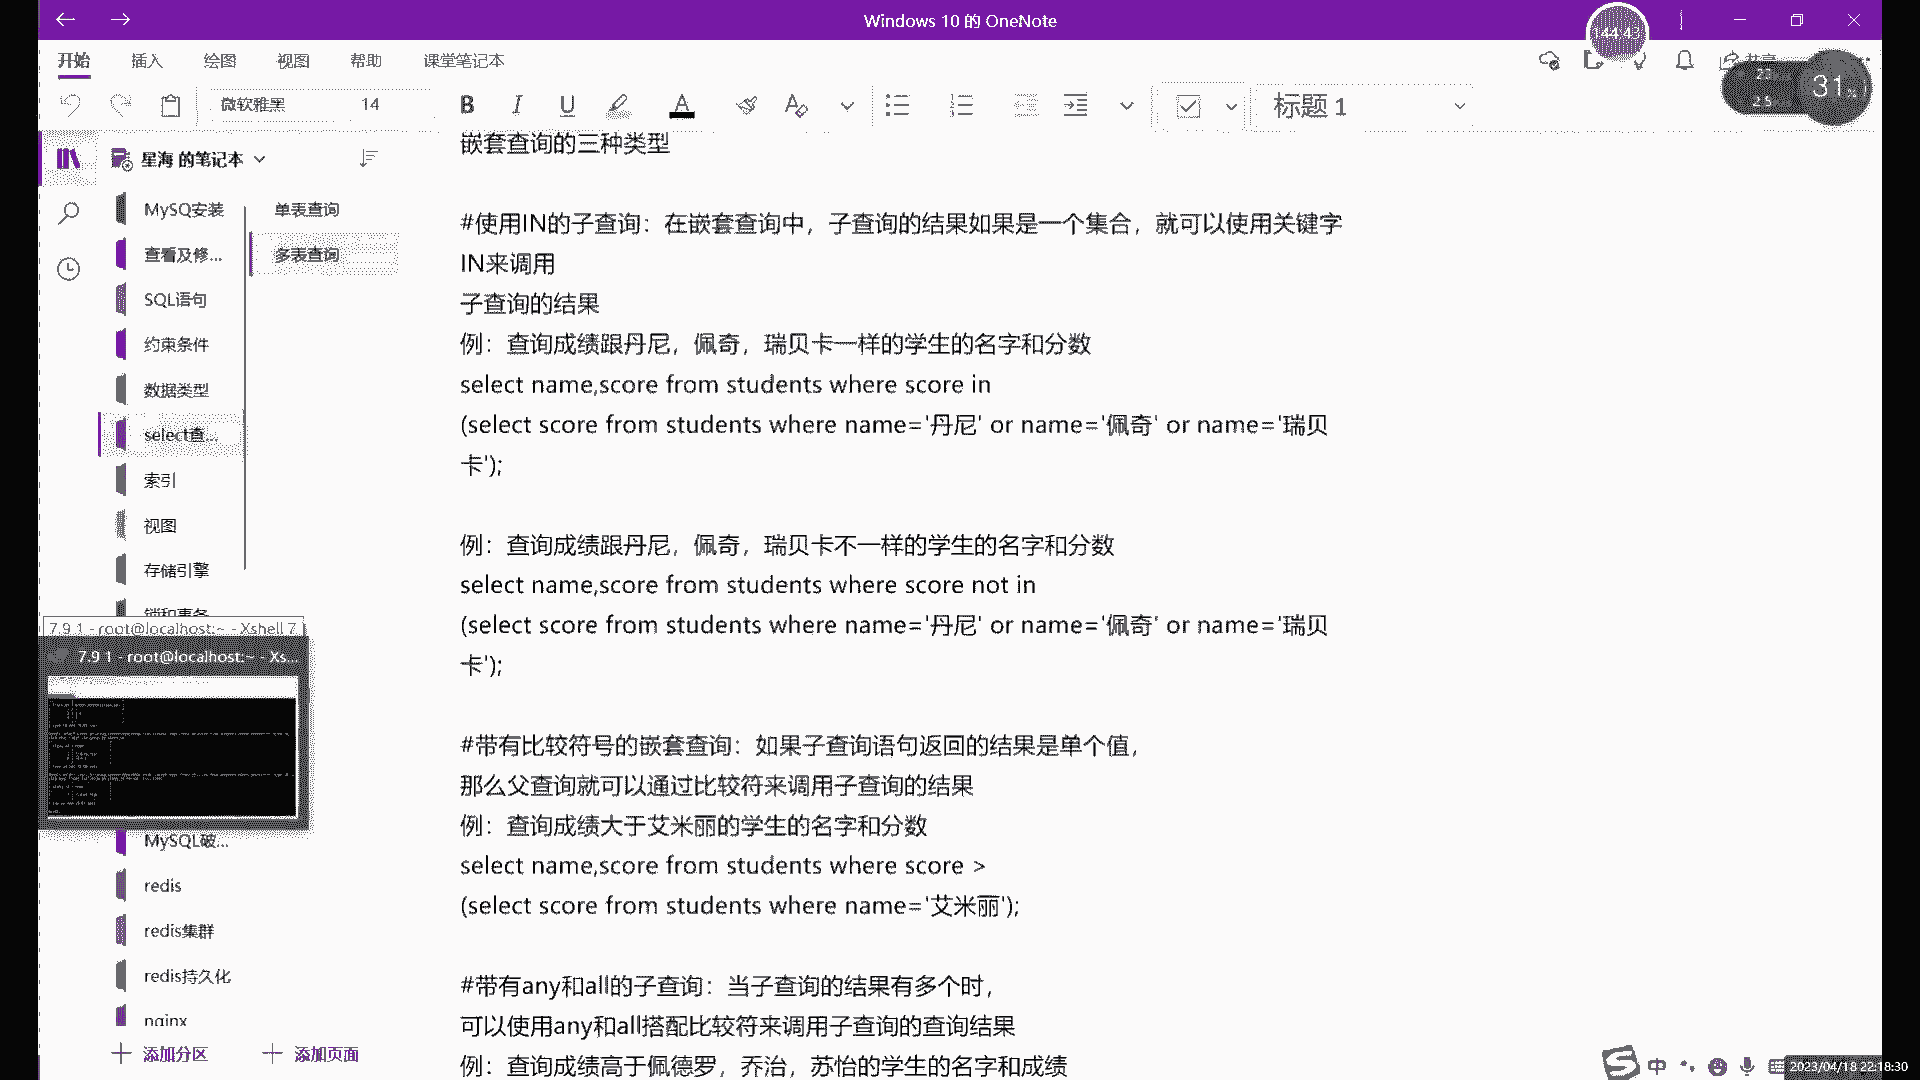 Windows 10 的 OneNote
44:43
开始 插入 绘图 视图 帮助 课堂笔记本
共享
微软雅黑 14 B I U A 标题 1
31%
星海 的笔记本
MySQ安装
查看及修...
SQL语句
约束条件
数据类型
select查...
索引
视图
存储引擎
锁和事务
7.9 1 - root@localhost:~ - Xshell 7
7.9 1 - root@localhost:~ - Xs...
MySQL破...
redis
redis集群
redis持久化
nginx
添加分区
添加页面
单表查询
多表查询
嵌套查询的三种类型
#使用IN的子查询：在嵌套查询中，子查询的结果如果是一个集合，就可以使用关键字
IN来调用
子查询的结果
例：查询成绩跟丹尼，佩奇，瑞贝卡一样的学生的名字和分数
select name,score from students where score in
(select score from students where name='丹尼' or name='佩奇' or name='瑞贝
卡');
例：查询成绩跟丹尼，佩奇，瑞贝卡不一样的学生的名字和分数
select name,score from students where score not in
(select score from students where name='丹尼' or name='佩奇' or name='瑞贝
卡');
#带有比较符号的嵌套查询：如果子查询语句返回的结果是单个值，
那么父查询就可以通过比较符来调用子查询的结果
例：查询成绩大于艾米丽的学生的名字和分数
select name,score from students where score >
(select score from students where name='艾米丽');
#带有any和all的子查询：当子查询的结果有多个时，
可以使用any和all搭配比较符来调用子查询的查询结果
例：查询成绩高于佩德罗，乔治，苏怡的学生的名字和成绩
中
2023/04/18 22:18:30